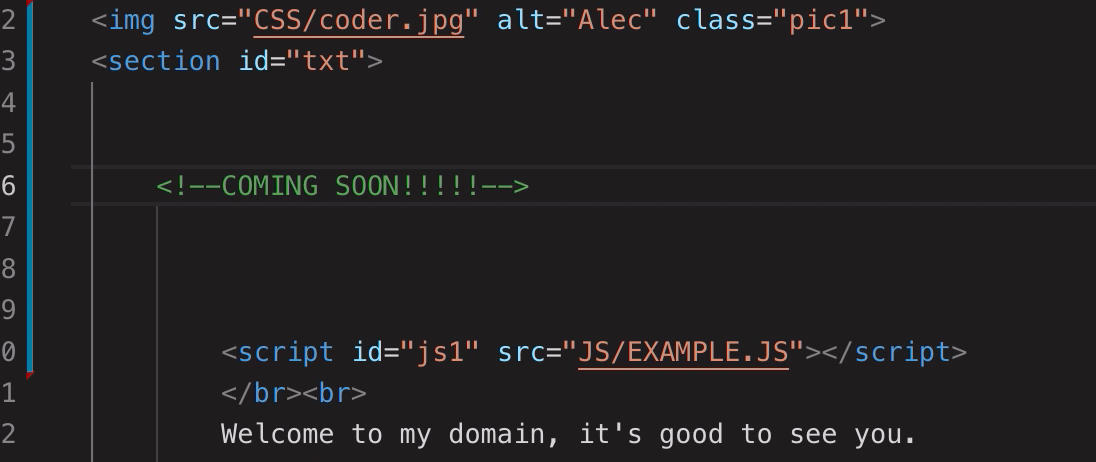 2 <img src="CSS/coder.jpg" alt="Alec" class="pic1">
3 <section id="txt">
4
5
6 <!--COMING SOON!!!!!-->
7
8
9
0 <script id="js1" src="JS/EXAMPLE.JS"></script>
1 </br><br>
2 Welcome to my domain, it's good to see you.